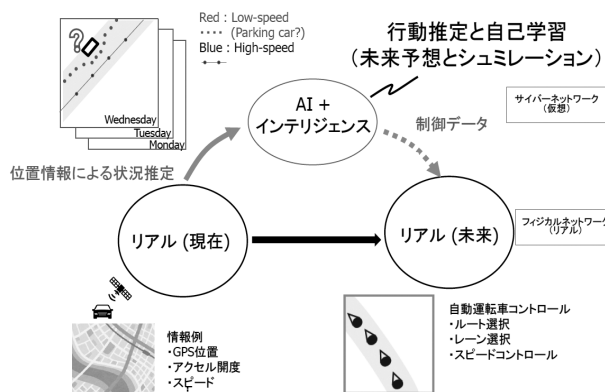 Red : Low-speed
(Parking car?)
Blue : High-speed
?
Wednesday
Tuesday
Monday
行動推定と自己学習
(未来予想とシュミレーション)
AI +
インテリジェンス
サイバーネットワーク
(仮想)
制御データ
位置情報による状況推定
リアル (現在)
リアル (未来)
フィジカルネットワーク
(リアル)
情報例
・GPS位置
・アクセル開度
・スピード
自動運転車コントロール
・ルート選択
・レーン選択
・スピードコントロール